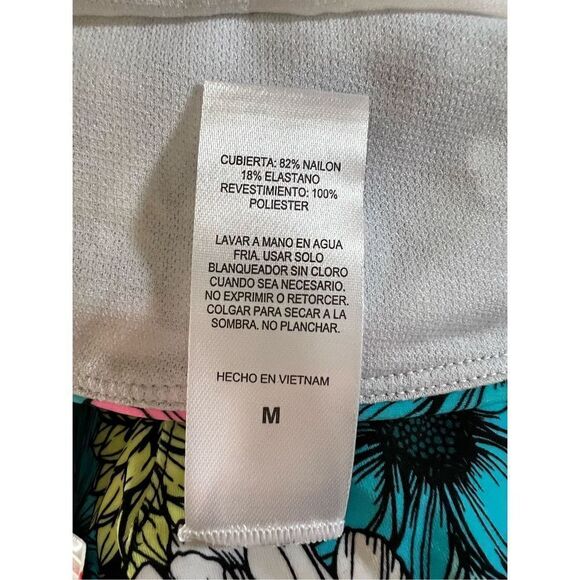 CUBIERTA: 82% NAILON
18% ELASTANO
REVESTIMIENTO: 100%
POLIESTER
LAVAR A MANO EN AGUA
FRIA. USAR SOLO
BLANQUEADOR SIN CLORO
CUANDO SEA NECESARIO.
NO EXPRIMIR O RETORCER.
COLGAR PARA SECAR A LA
SOMBRA. NO PLANCHAR.
HECHO EN VIETNAM
M